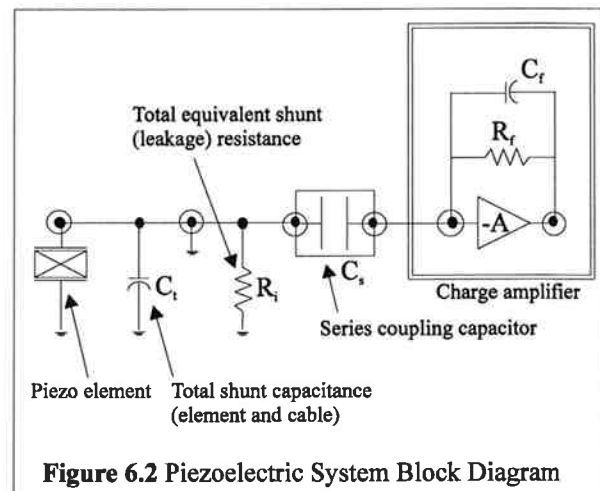 C_f
Total equivalent shunt
(leakage) resistance
R_f
-A
C_t
R_i
C_s
Charge amplifier
Series coupling capacitor
Piezo element
Total shunt capacitance
(element and cable)
Figure 6.2 Piezoelectric System Block Diagram